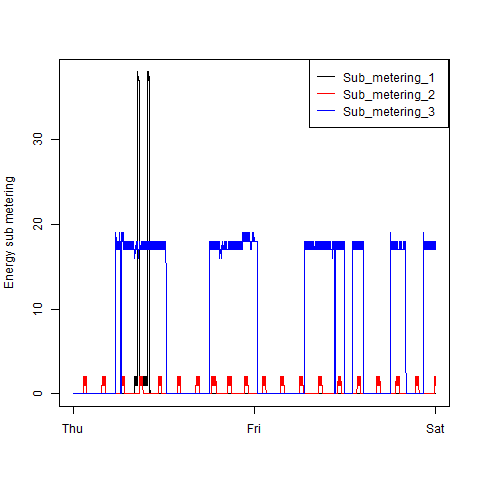 Sub_metering_1
Sub_metering_2
Sub_metering_3
Energy sub metering
30
20
10
0
Thu
Fri
Sat